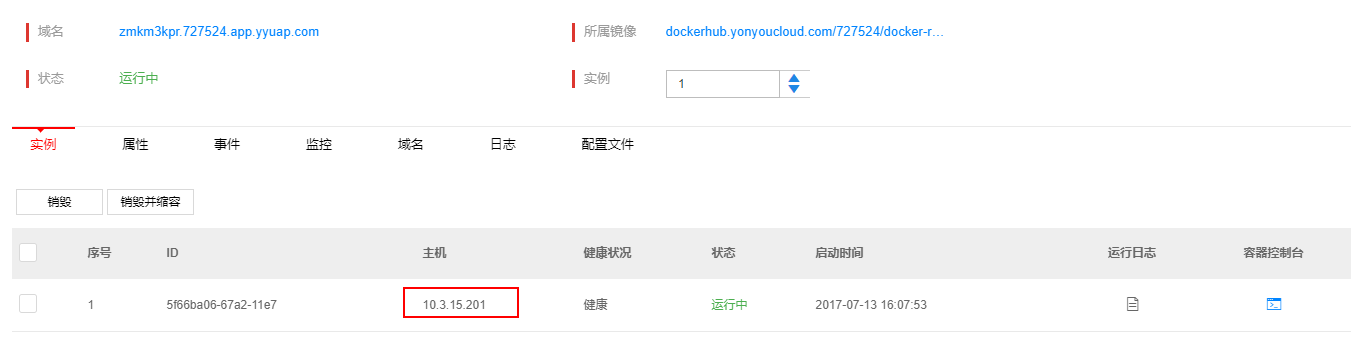 域名 zmkm3kpr.727524.app.yyuap.com 所属镜像 dockerhub.yonyoucloud.com/727524/docker-r...
状态 运行中 实例 1
实例 属性 事件 监控 域名 日志 配置文件
销毁 销毁并缩容
序号 ID 主机 健康状况 状态 启动时间 运行日志 容器控制台
1 5f66ba06-67a2-11e7 10.3.15.201 健康 运行中 2017-07-13 16:07:53